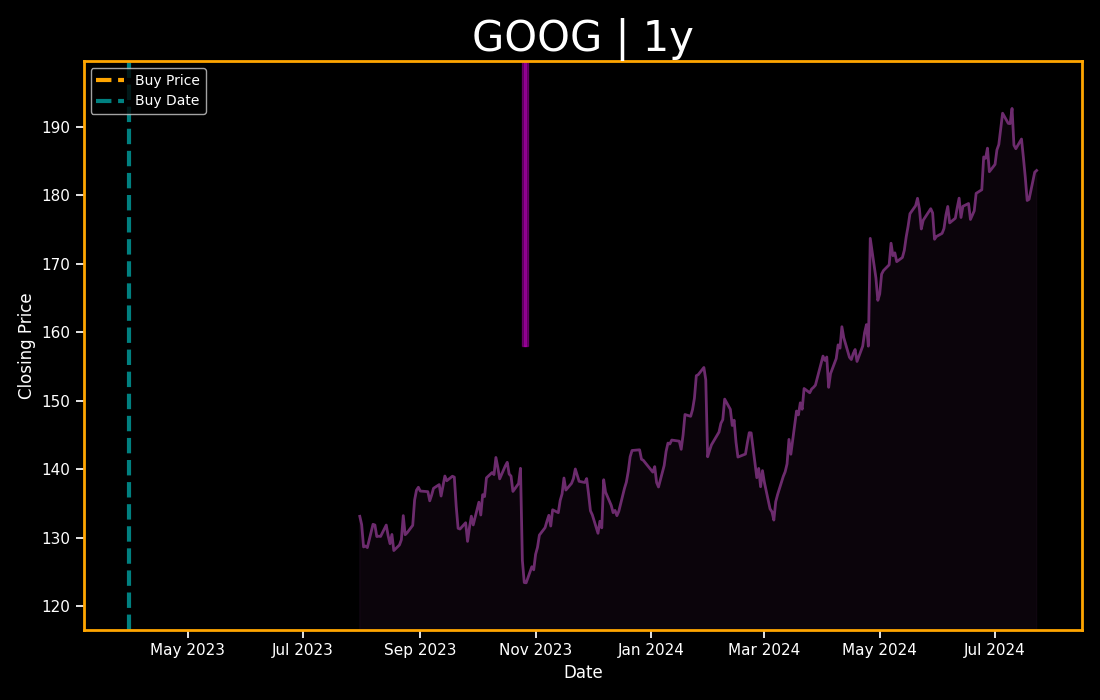 GOOG | 1y
Buy Price
Buy Date
190
180
170
160
150
140
130
120
Closing Price
May 2023
Jul 2023
Sep 2023
Nov 2023
Jan 2024
Mar 2024
May 2024
Jul 2024
Date